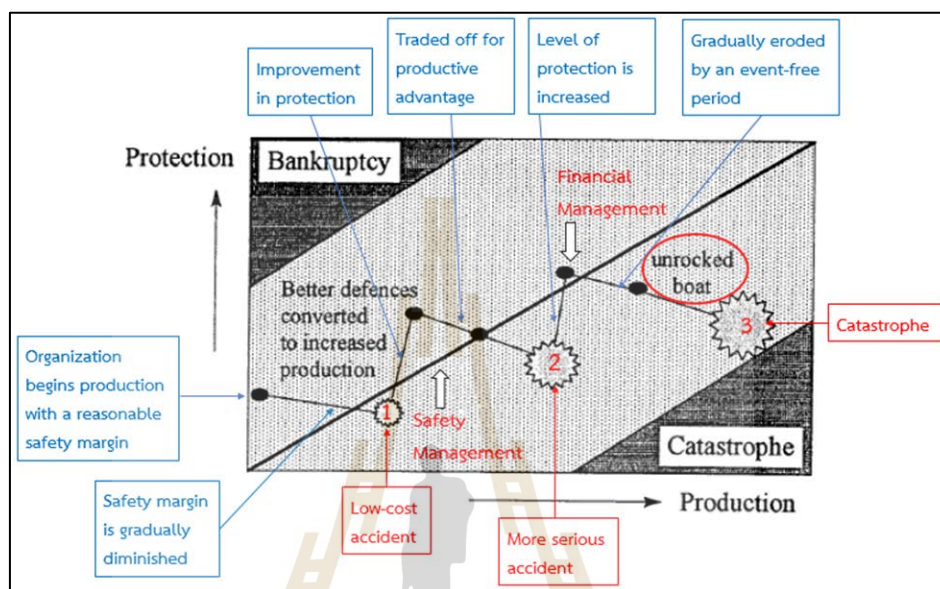 Improvement
in protection
Traded off for
productive
advantage
Level of
protection is
increased
Gradually eroded
by an event-free
period
Protection
Bankruptcy
Financial
Management
unrocked
boat
Better defences
converted
to increased
production
3
Catastrophe
2
Organization
begins production
with a reasonable
safety margin
1
Safety
Management
Catastrophe
Production
Safety margin
is gradually
diminished
Low-cost
accident
More serious
accident